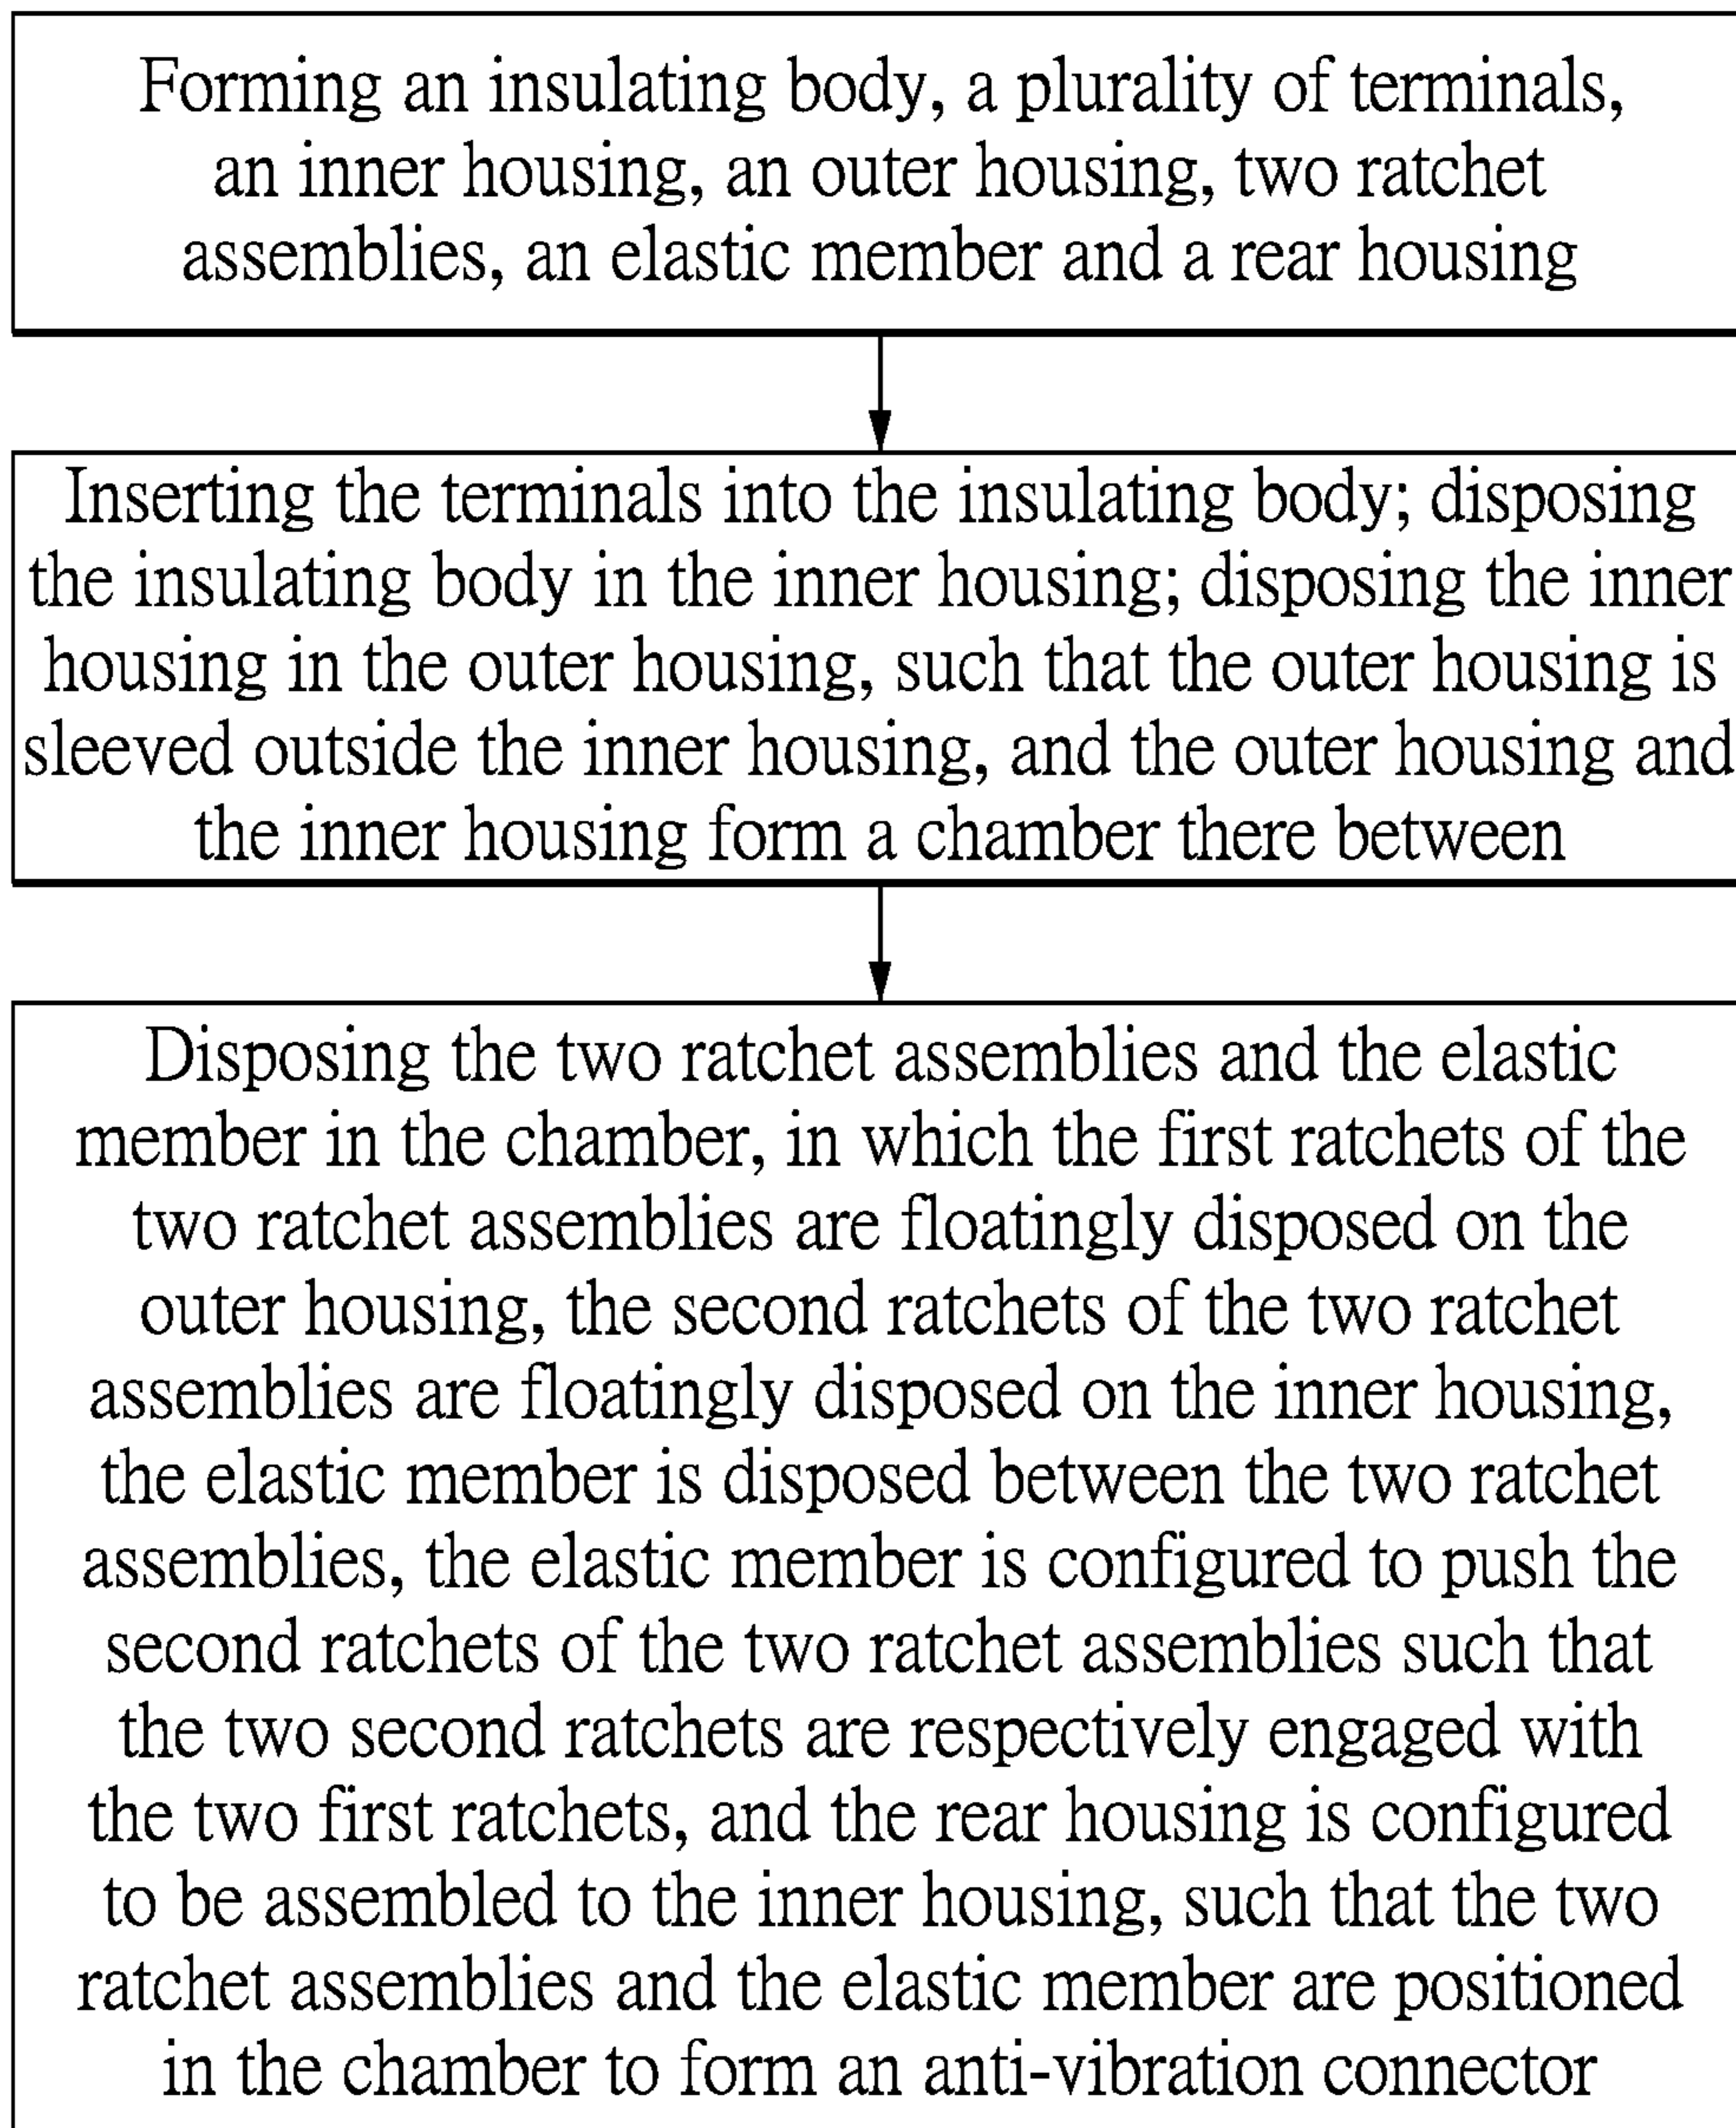 Forming an insulating body, a plurality of terminals,
an inner housing, an outer housing, two ratchet
assemblies, an elastic member and a rear housing
Inserting the terminals into the insulating body; disposing
the insulating body in the inner housing; disposing the inner
housing in the outer housing, such that the outer housing is
sleeved outside the inner housing, and the outer housing and
the inner housing form a chamber there between
Disposing the two ratchet assemblies and the elastic
member in the chamber, in which the first ratchets of the
two ratchet assemblies are floatingly disposed on the
outer housing, the second ratchets of the two ratchet
assemblies are floatingly disposed on the inner housing,
the elastic member is disposed between the two ratchet
assemblies, the elastic member is configured to push the
second ratchets of the two ratchet assemblies such that
the two second ratchets are respectively engaged with
the two first ratchets, and the rear housing is configured
to be assembled to the inner housing, such that the two
ratchet assemblies and the elastic member are positioned
in the chamber to form an anti-vibration connector